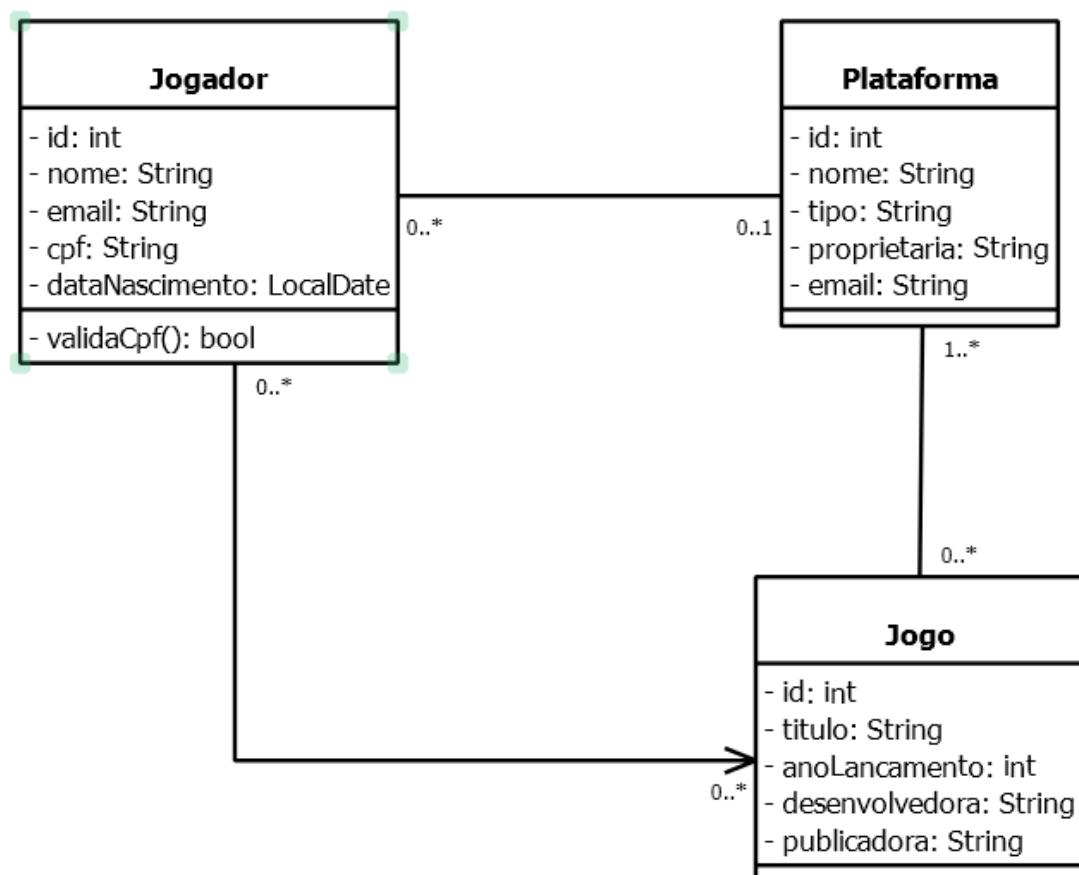 Jogador
- id: int
- nome: String
- email: String
- cpf: String
- dataNascimento: LocalDate
- validaCpf(): bool
0..*
0..1
Plataforma
- id: int
- nome: String
- tipo: String
- proprietaria: String
- email: String
1..*
0..*
0..*
0..*
Jogo
- id: int
- titulo: String
- anoLancamento: int
- desenvolvedora: String
- publicadora: String